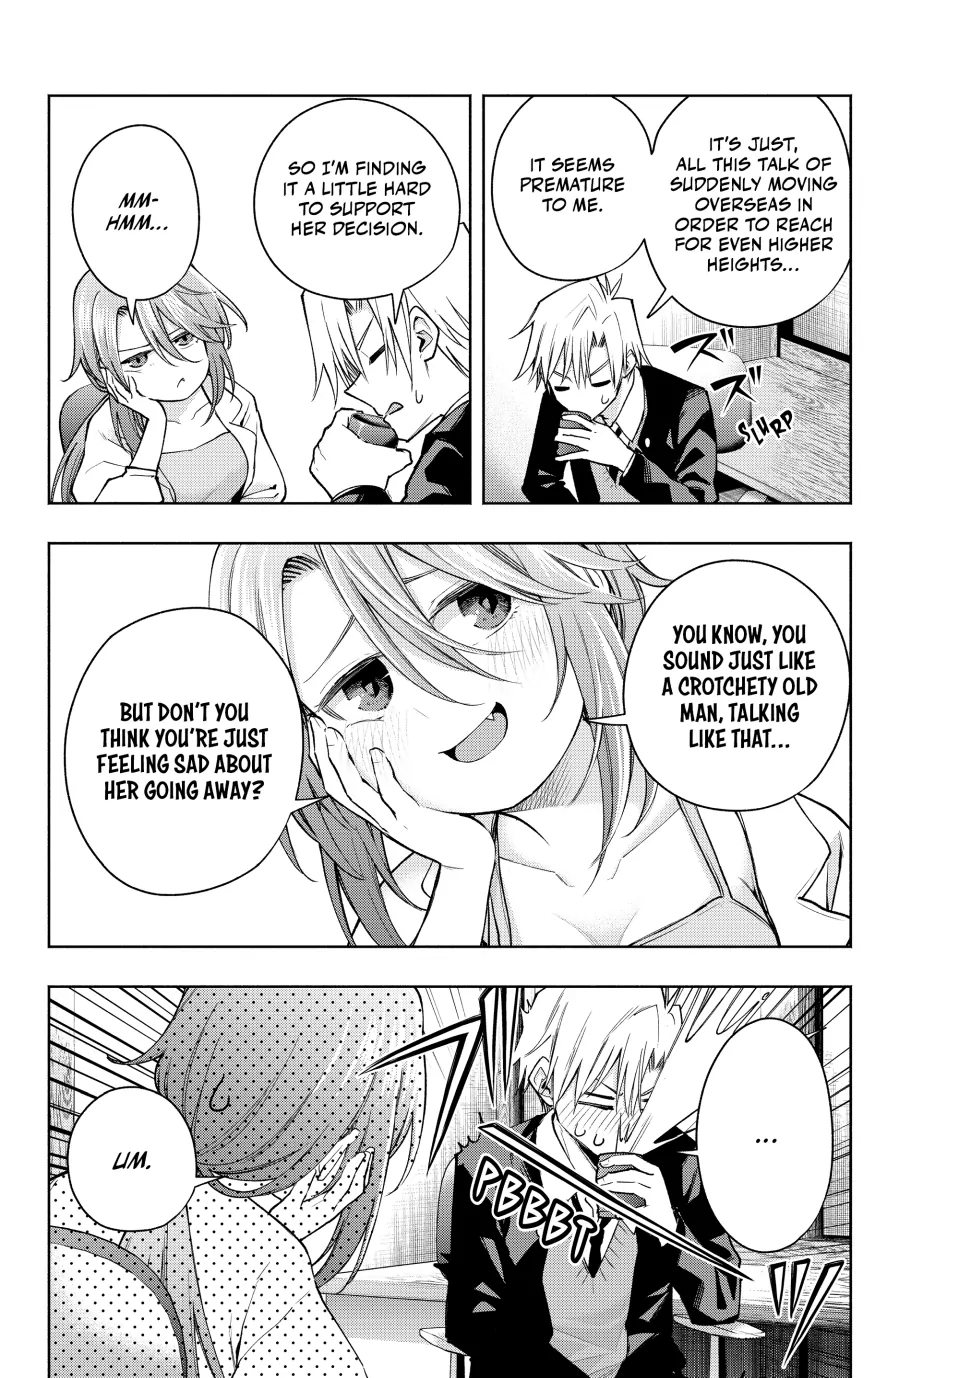 IT'S JUST,
ALL THIS TALK OF
SUDDENLY MOVING
OVERSEAS IN
ORDER TO REACH
FOR EVEN HIGHER
HEIGHTS...
IT SEEMS
PREMATURE
TO ME.
ズ
ズ
SLURP
SO I'M FINDING
IT A LITTLE HARD
TO SUPPORT
HER DECISION.
MM-
HMM...
YOU KNOW, YOU
SOUND JUST LIKE
A CROTCHETY OLD
MAN, TALKING
LIKE THAT...
BUT DON'T YOU
THINK YOU'RE JUST
FEELING SAD ABOUT
HER GOING AWAY?
...
PBBBT
UM.